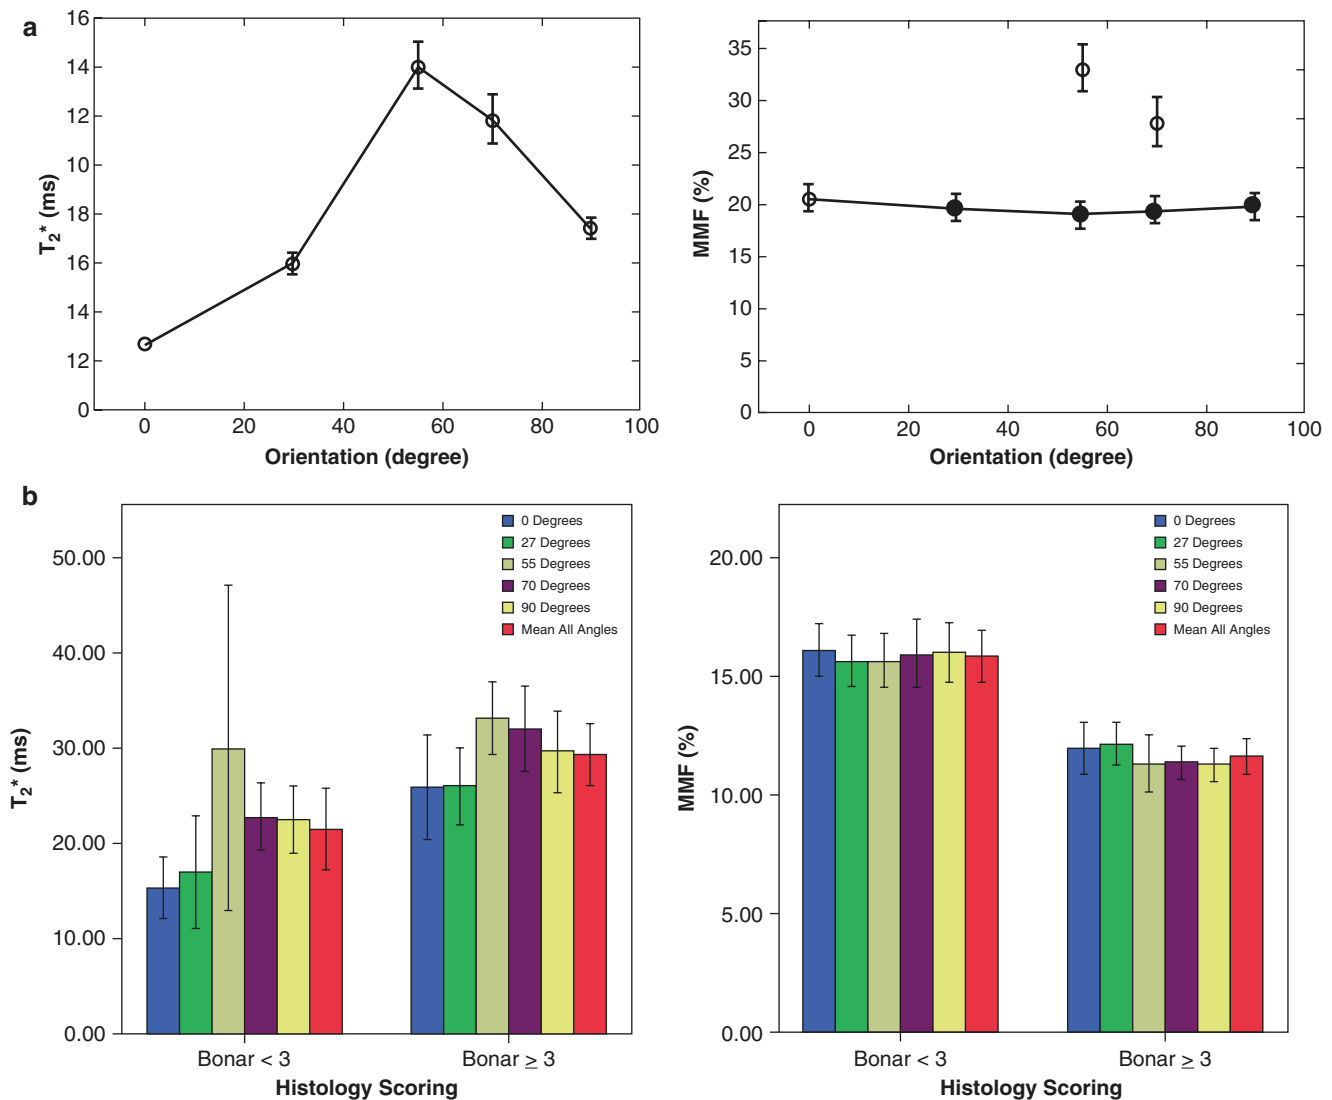 a
16
14
12
16
18
16
14
12
0
T2* (ms)
0 20 40 60 80 100
Orientation (degree)
35
30
25
20
15
10
5
0
MMF (%)
0 20 40 60 80 100
Orientation (degree)
b
50.00
40.00
30.00
20.00
10.00
0.00
T2* (ms)
0 Degrees
27 Degrees
55 Degrees
70 Degrees
90 Degrees
Mean All Angles
Bonar < 3 Bonar ≥ 3
Histology Scoring
20.00
15.00
10.00
5.00
0.00
MMF (%)
0 Degrees
27 Degrees
55 Degrees
70 Degrees
90 Degrees
Mean All Angles
Bonar < 3 Bonar ≥ 3
Histology Scoring